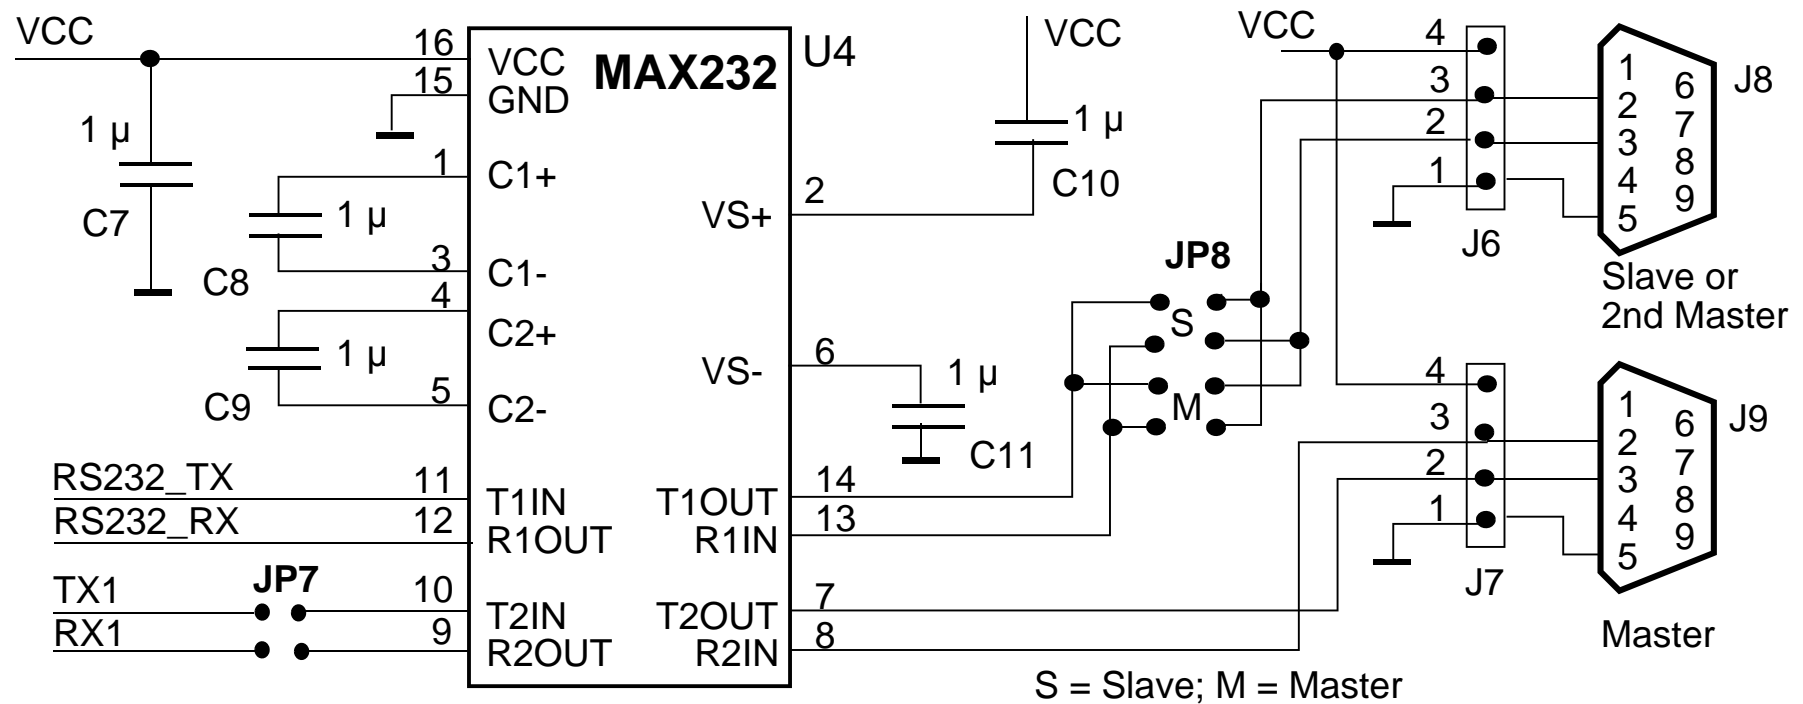 VCC
16
VCC
MAX232
U4
15
GND
1 µ
C7
1
C1+
1 µ
C8
3
C1-
4
C2+
1 µ
C9
5
C2-
RS232_TX
11
T1IN
RS232_RX
12
R1OUT
TX1
JP7
10
T2IN
RX1
9
R2OUT
VCC
1 µ
C10
2
VS+
6
VS-
1 µ
C11
14
T1OUT
13
R1IN
7
T2OUT
8
R2IN
JP8
S
M
VCC
4
3
2
1
J6
1
2
3
4
5
6
7
8
9
J8
Slave or
2nd Master
4
3
2
1
J7
1
2
3
4
5
6
7
8
9
J9
Master
S = Slave; M = Master